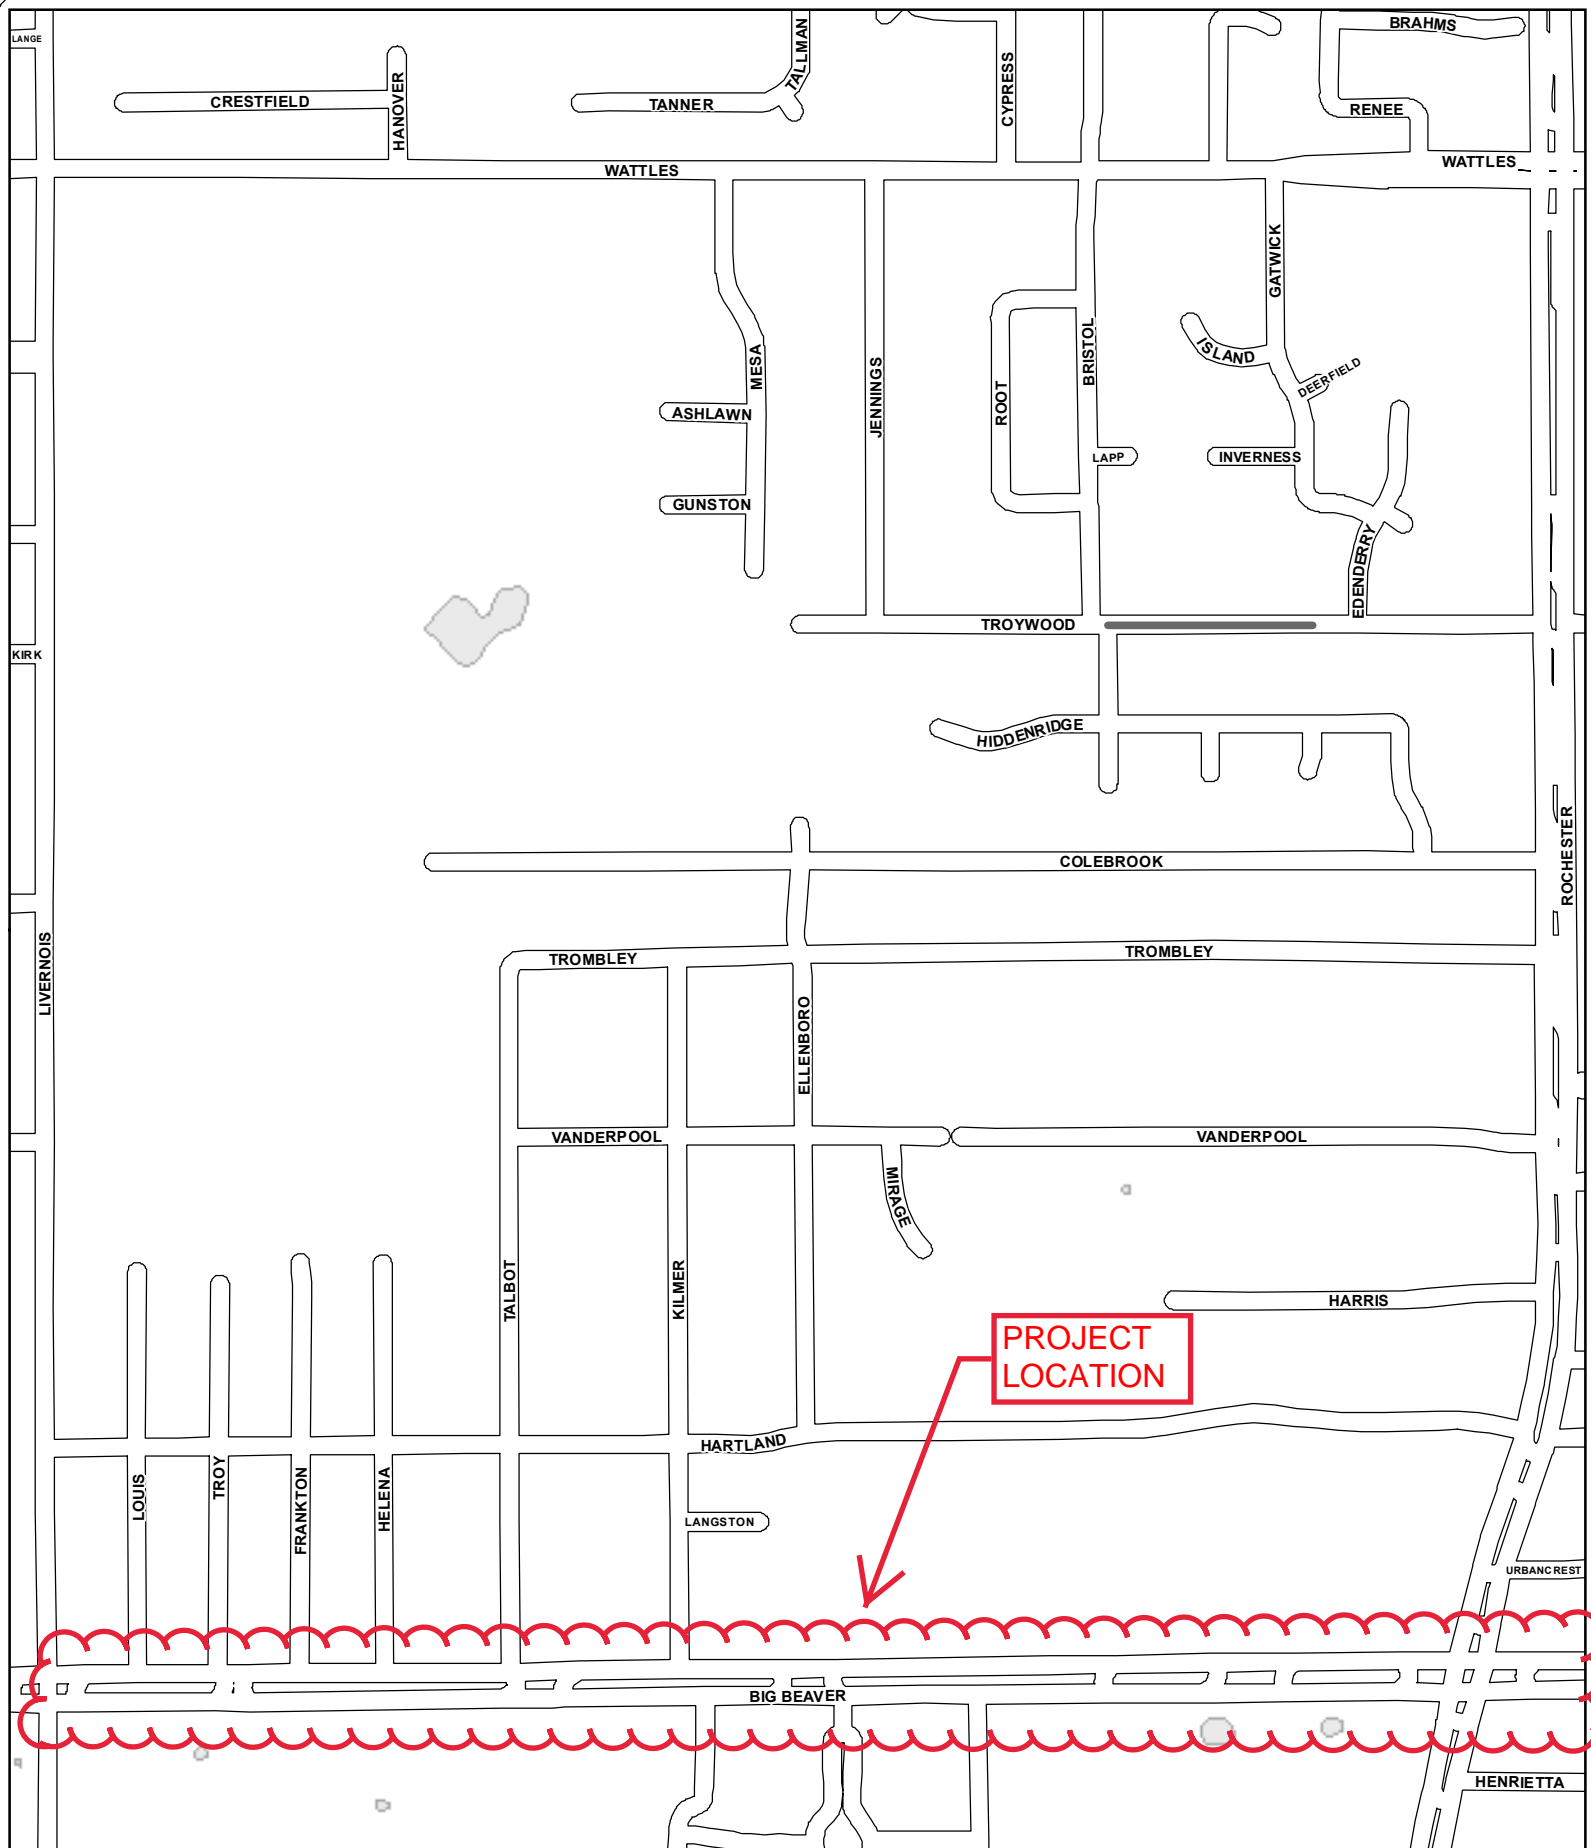 LANGE
BRAHMS
TALLMAN
CYPRESS
CRESTFIELD
HANOVER
TANNER
RENEE
WATTLES
WATTLES
GATWICK
MESA
BRISTOL
ISLAND
DEERFIELD
JENNINGS
ROOT
ASHLAWN
LAPP
INVERNESS
GUNSTON
EDENDERRY
TROYWOOD
KIRK
HIDDENRIDGE
ROCHESTER
COLEBROOK
LIVERNOIS
TROMBLEY
TROMBLEY
ELLENBORO
VANDERPOOL
VANDERPOOL
MIRAGE
TALBOT
KILMER
HARRIS
PROJECT
LOCATION
HARTLAND
LOUIS
TROY
FRANKTON
HELENA
LANGSTON
URBANCREST
BIG BEAVER
HENRIETTA